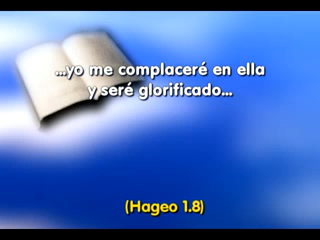 ...yo me complaceré en ella
y seré glorificado...
(Hageo 1.8)